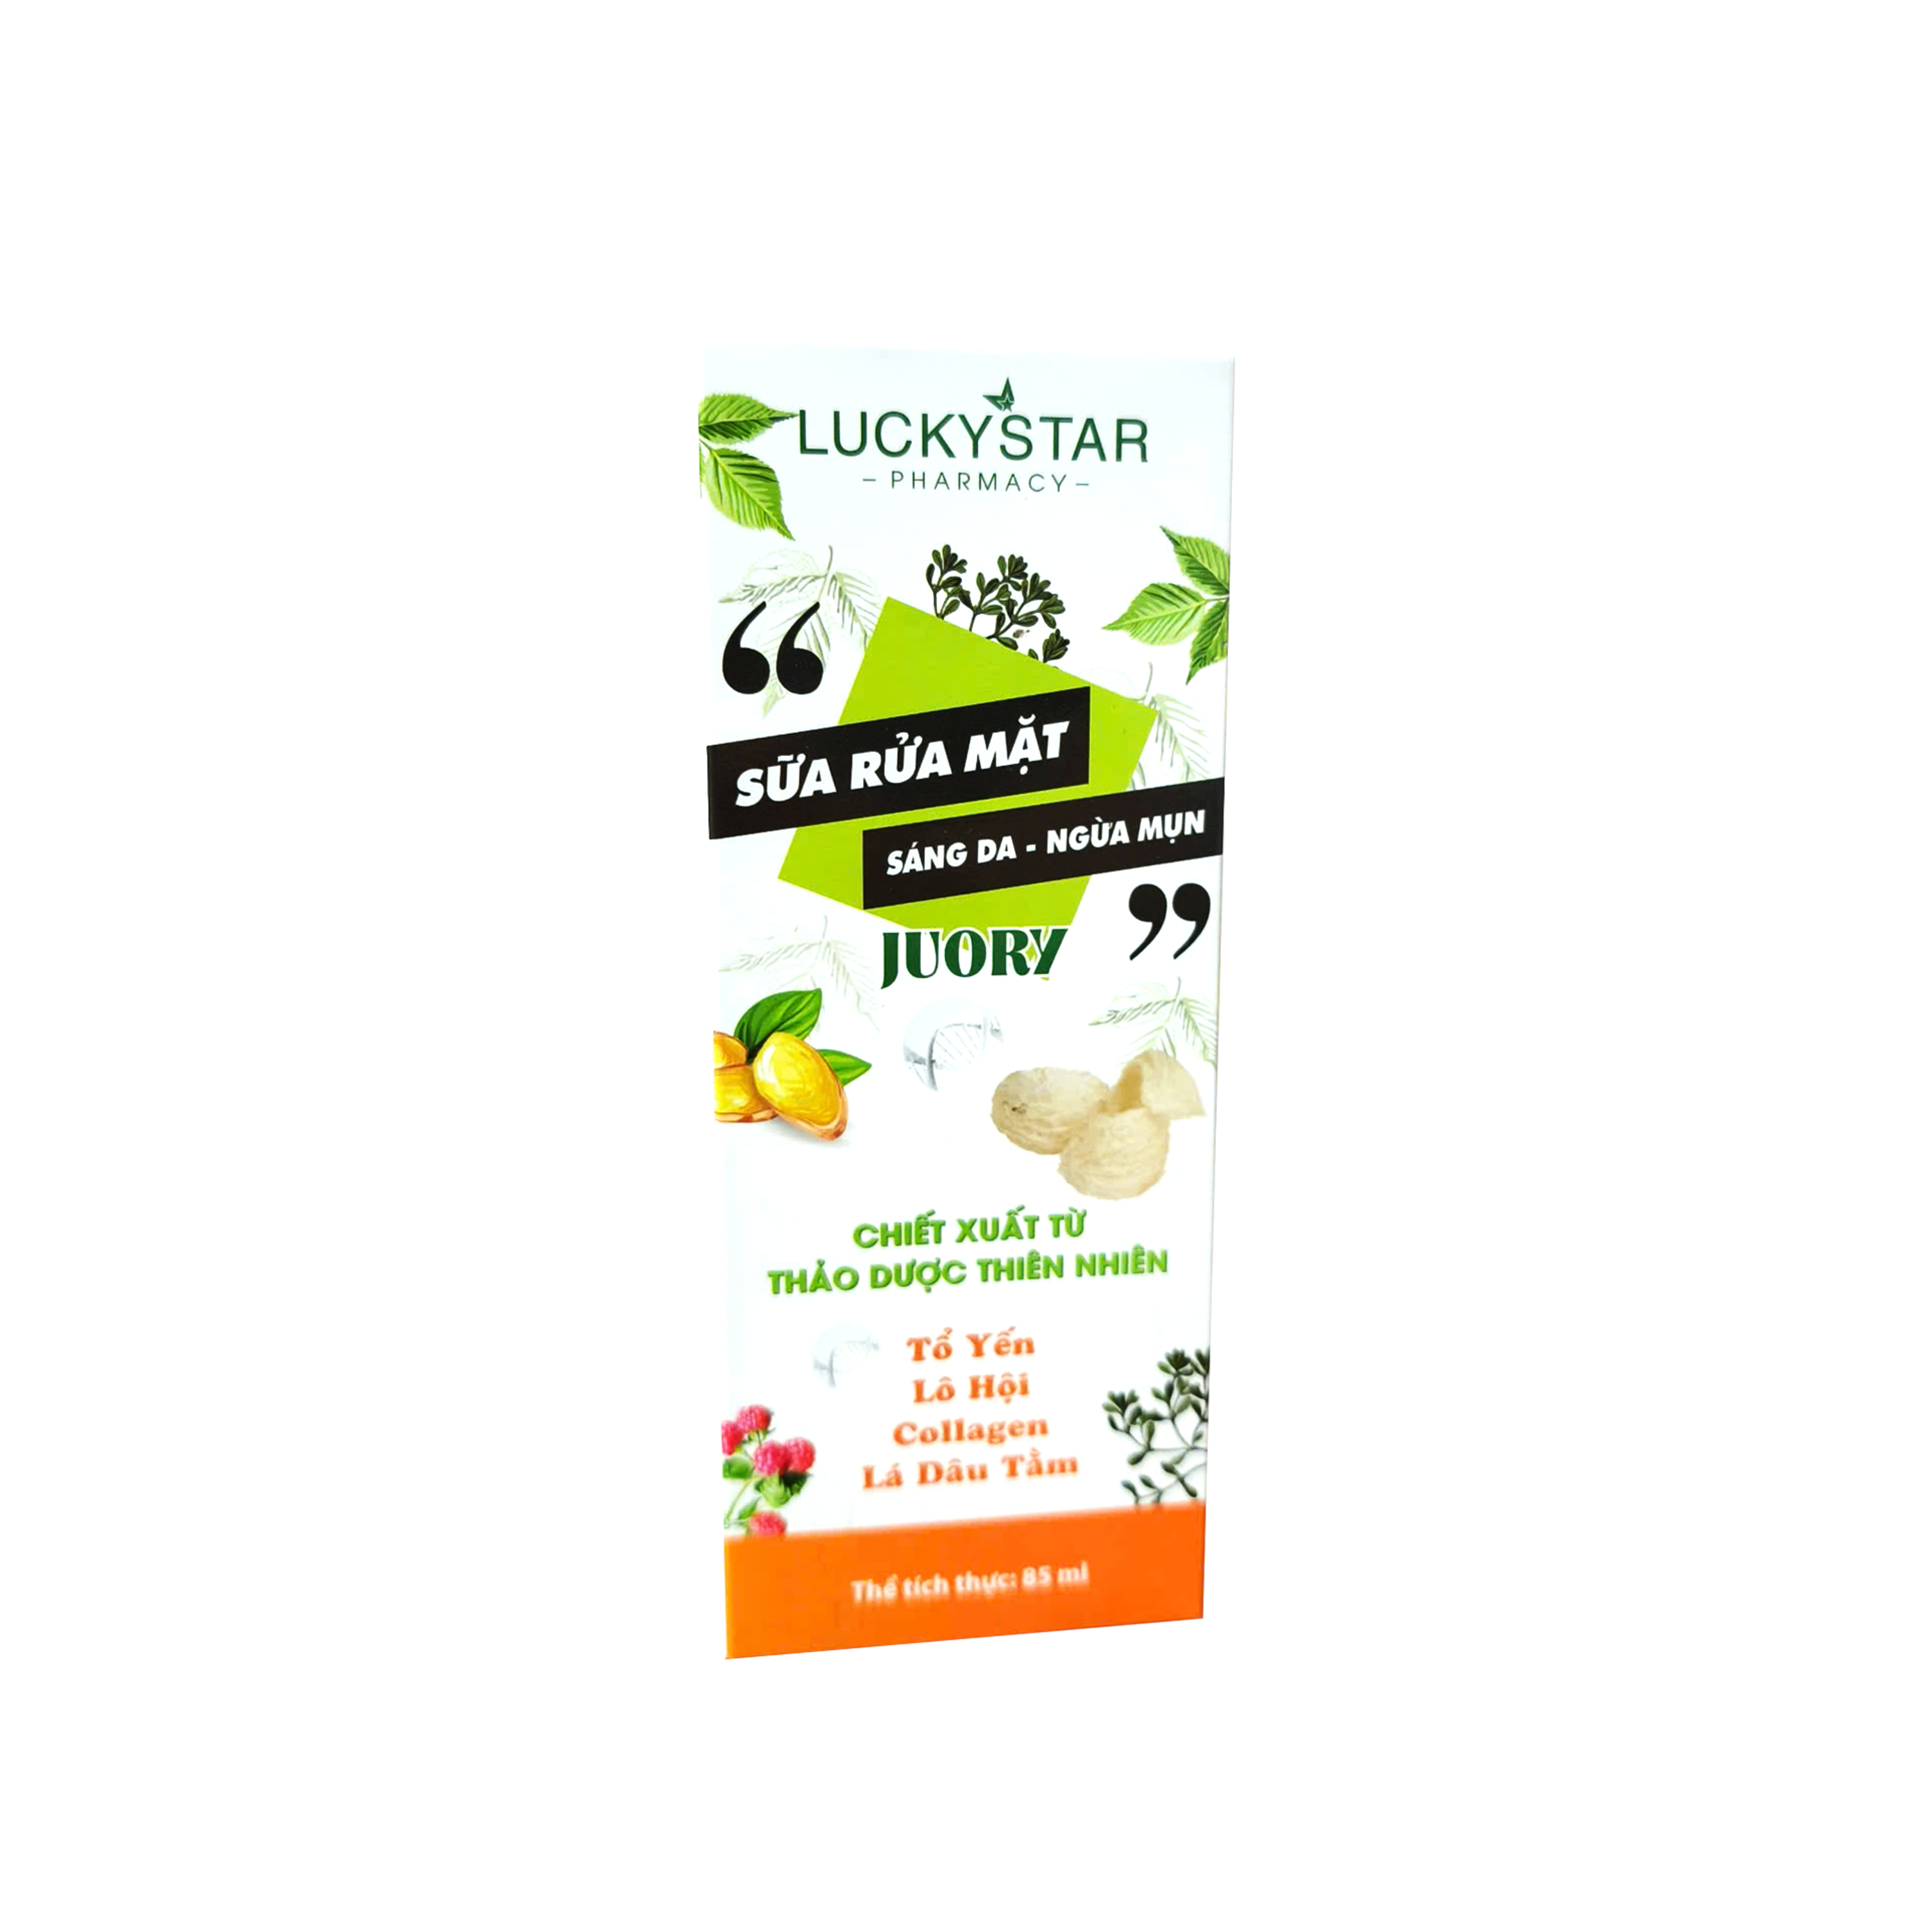 LUCKYSTAR
– PHARMACY –
“
SỮA RỬA MẶT
SÁNG DA - NGỪA MỤN
”
JUORY
CHIẾT XUẤT TỪ
THẢO DƯỢC THIÊN NHIÊN
Tổ Yến
Lô Hội
Collagen
Lá Dâu Tằm
Thể tích thực: 85 ml